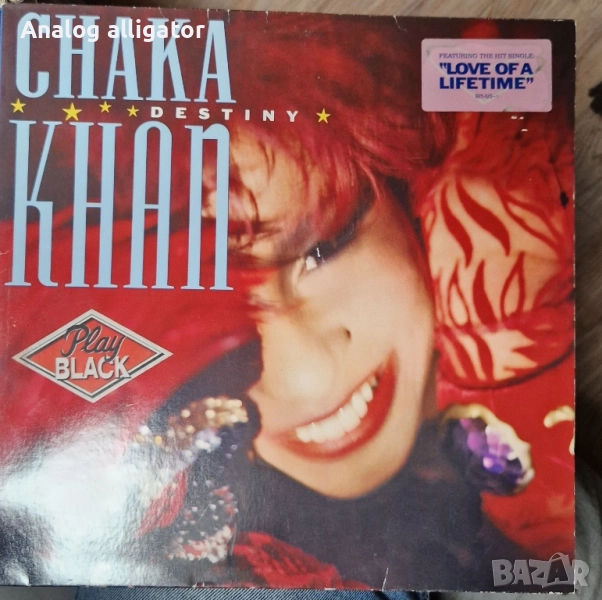 Analog alligator
CHAKA
DESTINY
KHAN
FEATURING THE HIT SINGLE:
"LOVE OF A
LIFETIME"
Play
BLACK
BAZAR